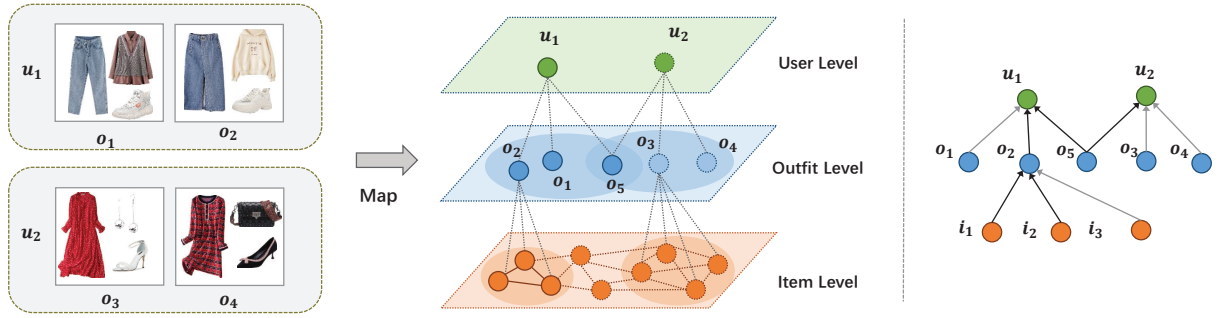 u₁
o₁
o₂
u₂
o₃
o₄
Map
u₁
u₂
User Level
o₂
o₁
o₅
o₃
o₄
Outfit Level
Item Level
u₁
u₂
o₁
o₂
o₅
o₃
o₄
i₁
i₂
i₃